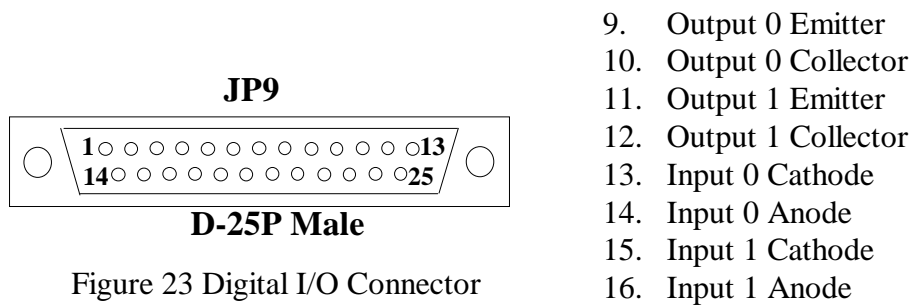 JP9
1 13
14 25
D-25P Male
Figure 23 Digital I/O Connector
9. Output 0 Emitter
10. Output 0 Collector
11. Output 1 Emitter
12. Output 1 Collector
13. Input 0 Cathode
14. Input 0 Anode
15. Input 1 Cathode
16. Input 1 Anode